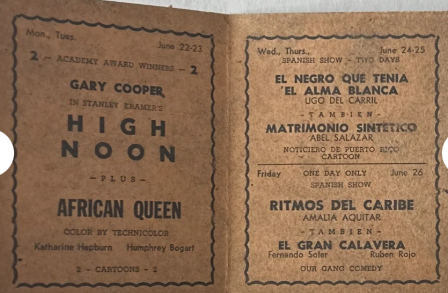 Mon., Tues. June 22-23
2 - ACADEMY AWARD WINNERS - 2
GARY COOPER
IN STANLEY KRAMER'S
HIGH
NOON
- PLUS -
AFRICAN QUEEN
COLOR BY TECHNICOLOR
Katharine Hepburn Humphrey Bogart
2 - CARTOONS - 2
Wed., Thurs., June 24-25
SPANISH SHOW - TWO DAYS
EL NEGRO QUE TENIA
'EL ALMA BLANCA
UGO DEL CARRIL
- TAMBIEN -
MATRIMONIO SINTETICO
ABEL SALAZAR
NOTICIERO DE PUERTO RICO
CARTOON
Friday ONE DAY ONLY June 26
SPANISH SHOW
RITMOS DEL CARIBE
AMALIA AQUITAR
- TAMBIEN -
EL GRAN CALAVERA
Fernando Soler Ruben Rojo
OUR GANG COMEDY